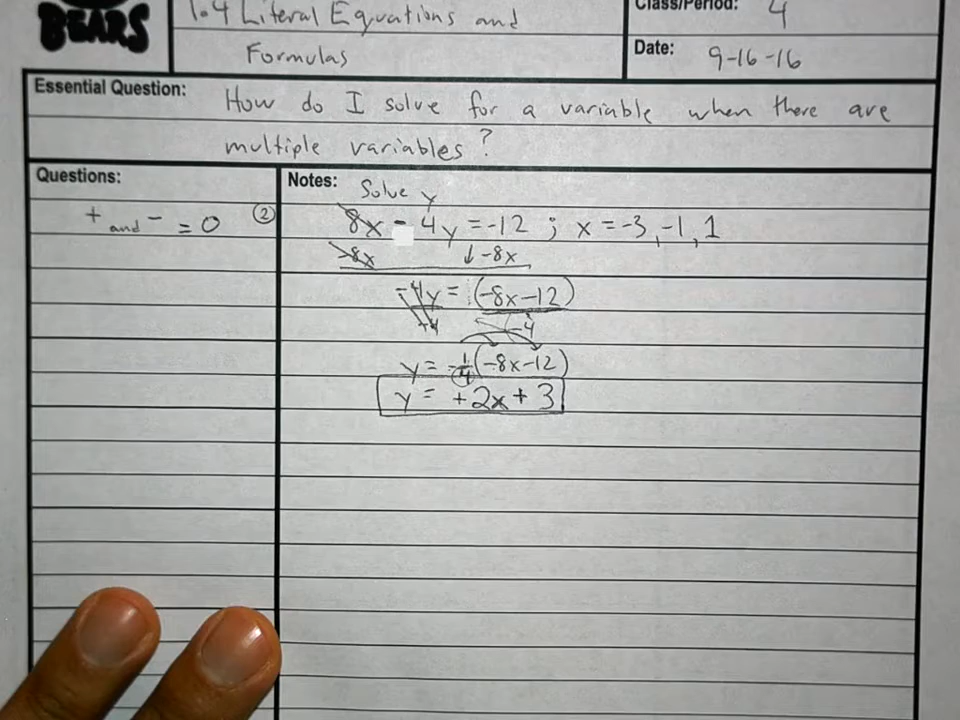 BEARS
1.4 Literal Equations and
Formulas
Class/Period: 4
Date: 9-16-16
Essential Question: How do I solve for a variable when there are
multiple variables?
Questions:
+ and - = 0
Notes: Solve y
② 8x - 4y = -12 ; x = -3, -1, 1
-8x ↓ -8x
-4y = (-8x-12)
-4 -4
y = -1/4(-8x-12)
y = +2x + 3